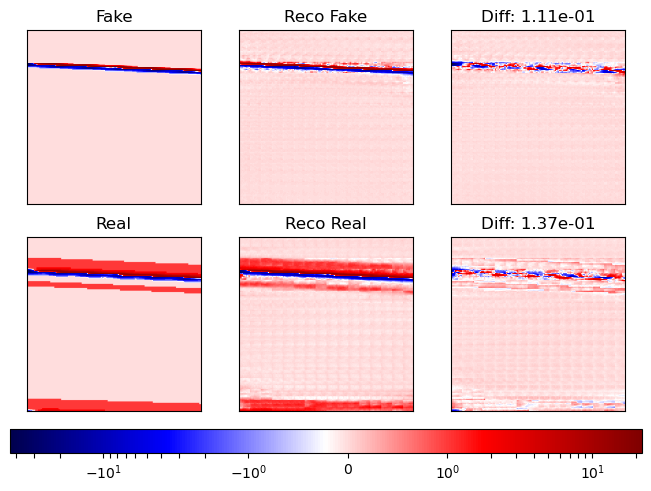 Fake Reco Fake Diff: 1.11e-01
Real Reco Real Diff: 1.37e-01
−10¹ −10⁰ 0 10⁰ 10¹